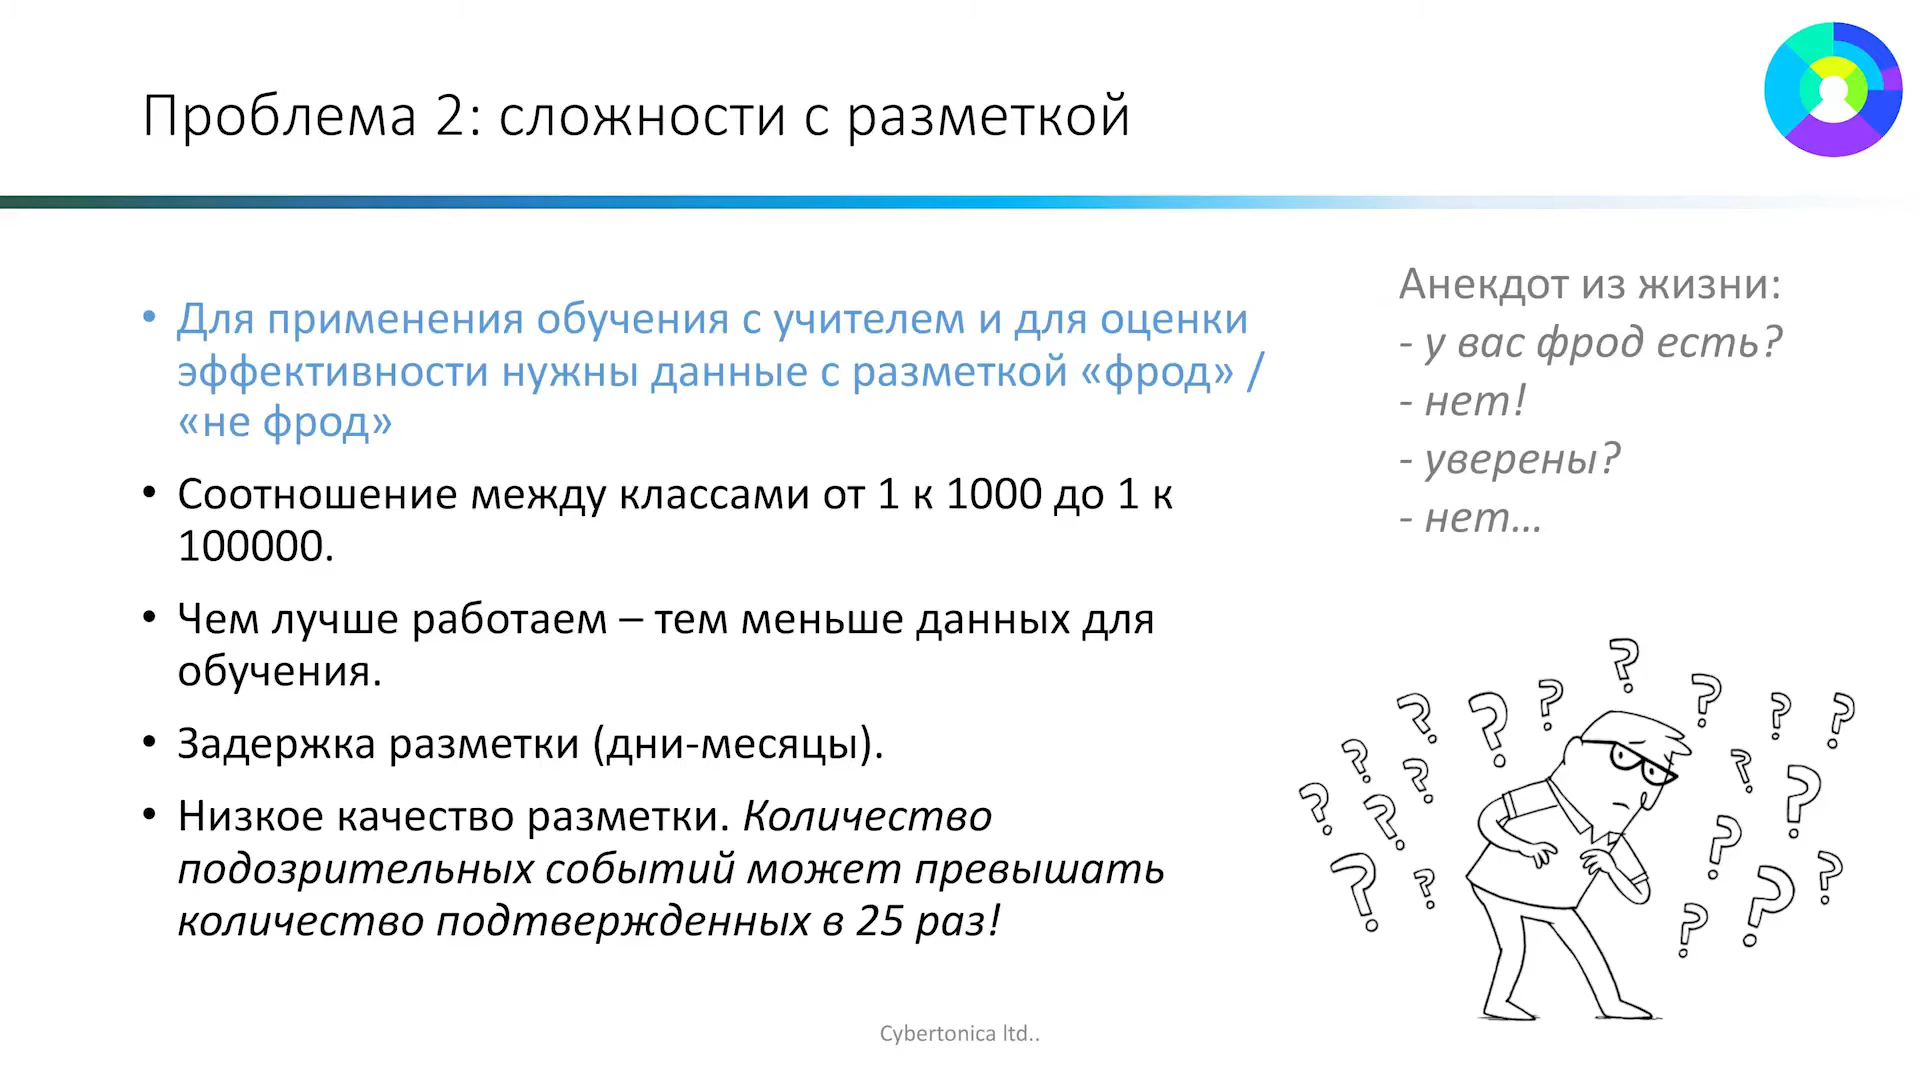 Проблема 2: сложности с разметкой
• Для применения обучения с учителем и для оценки
эффективности нужны данные с разметкой «фрод» /
«не фрод»
• Соотношение между классами от 1 к 1000 до 1 к
100000.
• Чем лучше работаем – тем меньше данных для
обучения.
• Задержка разметки (дни-месяцы).
• Низкое качество разметки. Количество
подозрительных событий может превышать
количество подтвержденных в 25 раз!
Анекдот из жизни:
- у вас фрод есть?
- нет!
- уверены?
- нет...
? ? ? ? ? ? ? ? ? ? ? ? ? ? ? ? ? ? ?
Cybertonica ltd..